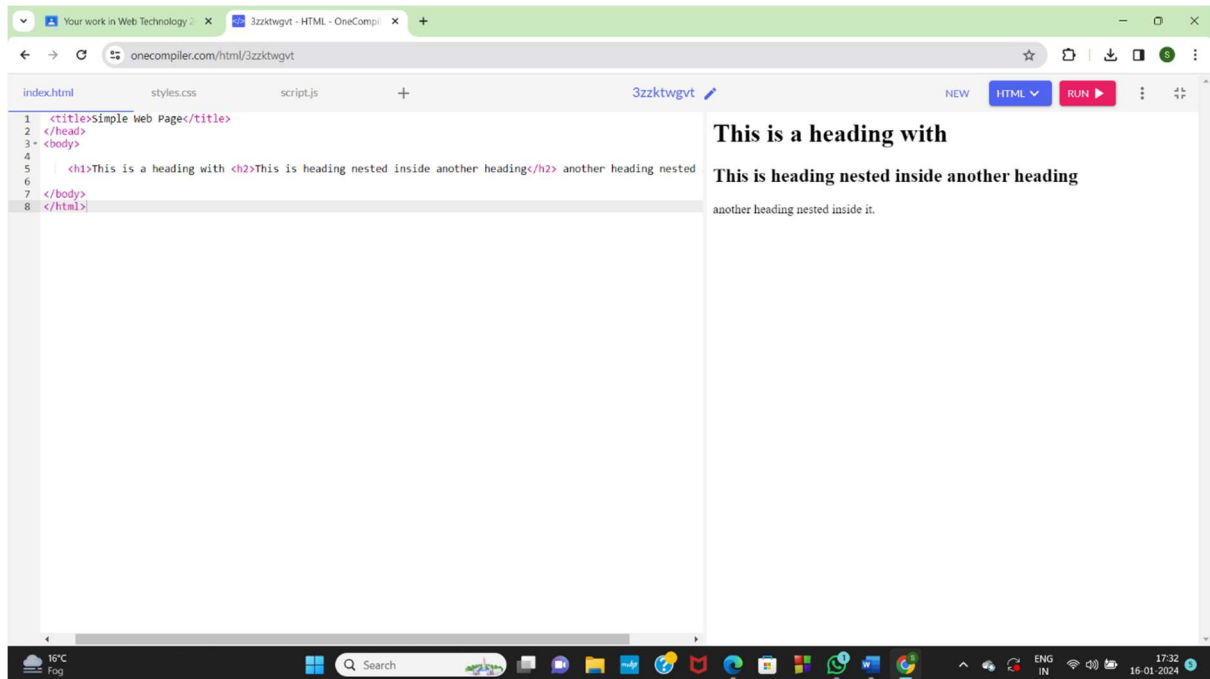 Your work in Web Technology 2
3zzktwgvt - HTML - OneCompil
onecompiler.com/html/3zzktwgvt
S
index.html styles.css script.js + 3zzktwgvt NEW HTML RUN
1 <title>Simple Web Page</title>
2 </head>
3 <body>
4
5 <h1>This is a heading with <h2>This is heading nested inside another heading</h2> another heading nested
6
7 </body>
8 </html>
This is a heading with
This is heading nested inside another heading
another heading nested inside it.
16°C
Fog
Search
ENG
IN
17:32
16-01-2024